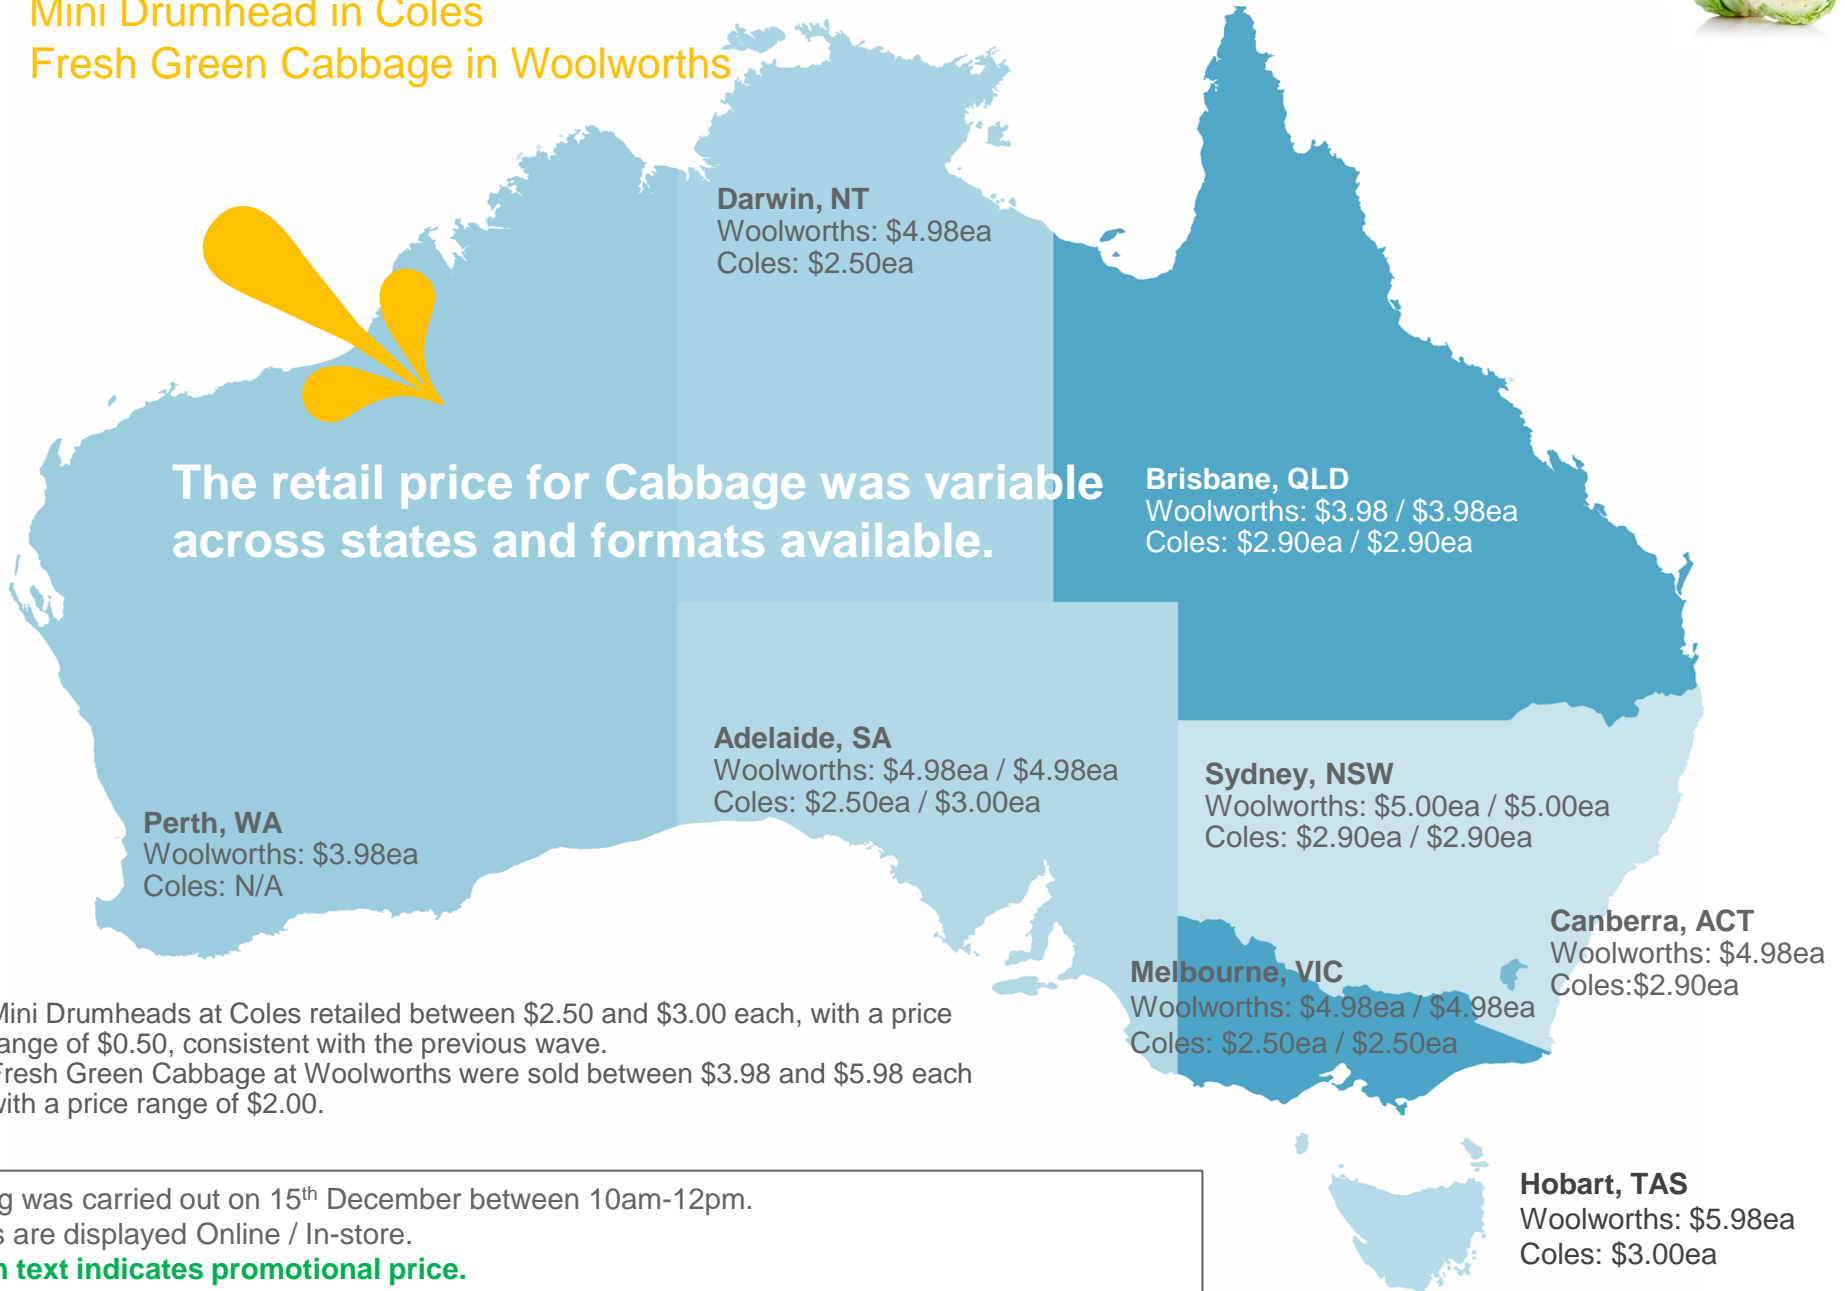 Mini Drumhead in Coles
Fresh Green Cabbage in Woolworths
Darwin, NT
Woolworths: $4.98ea
Coles: $2.50ea
The retail price for Cabbage was variable
across states and formats available.
Brisbane, QLD
Woolworths: $3.98 / $3.98ea
Coles: $2.90ea / $2.90ea
Adelaide, SA
Woolworths: $4.98ea / $4.98ea
Coles: $2.50ea / $3.00ea
Sydney, NSW
Woolworths: $5.00ea / $5.00ea
Coles: $2.90ea / $2.90ea
Perth, WA
Woolworths: $3.98ea
Coles: N/A
Canberra, ACT
Woolworths: $4.98ea
Coles:$2.90ea
Melbourne, VIC
Woolworths: $4.98ea / $4.98ea
Coles: $2.50ea / $2.50ea
Mini Drumheads at Coles retailed between $2.50 and $3.00 each, with a price
range of $0.50, consistent with the previous wave.
Fresh Green Cabbage at Woolworths were sold between $3.98 and $5.98 each
with a price range of $2.00.
Hobart, TAS
Woolworths: $5.98ea
Coles: $3.00ea
g was carried out on 15th December between 10am-12pm.
s are displayed Online / In-store.
n text indicates promotional price.